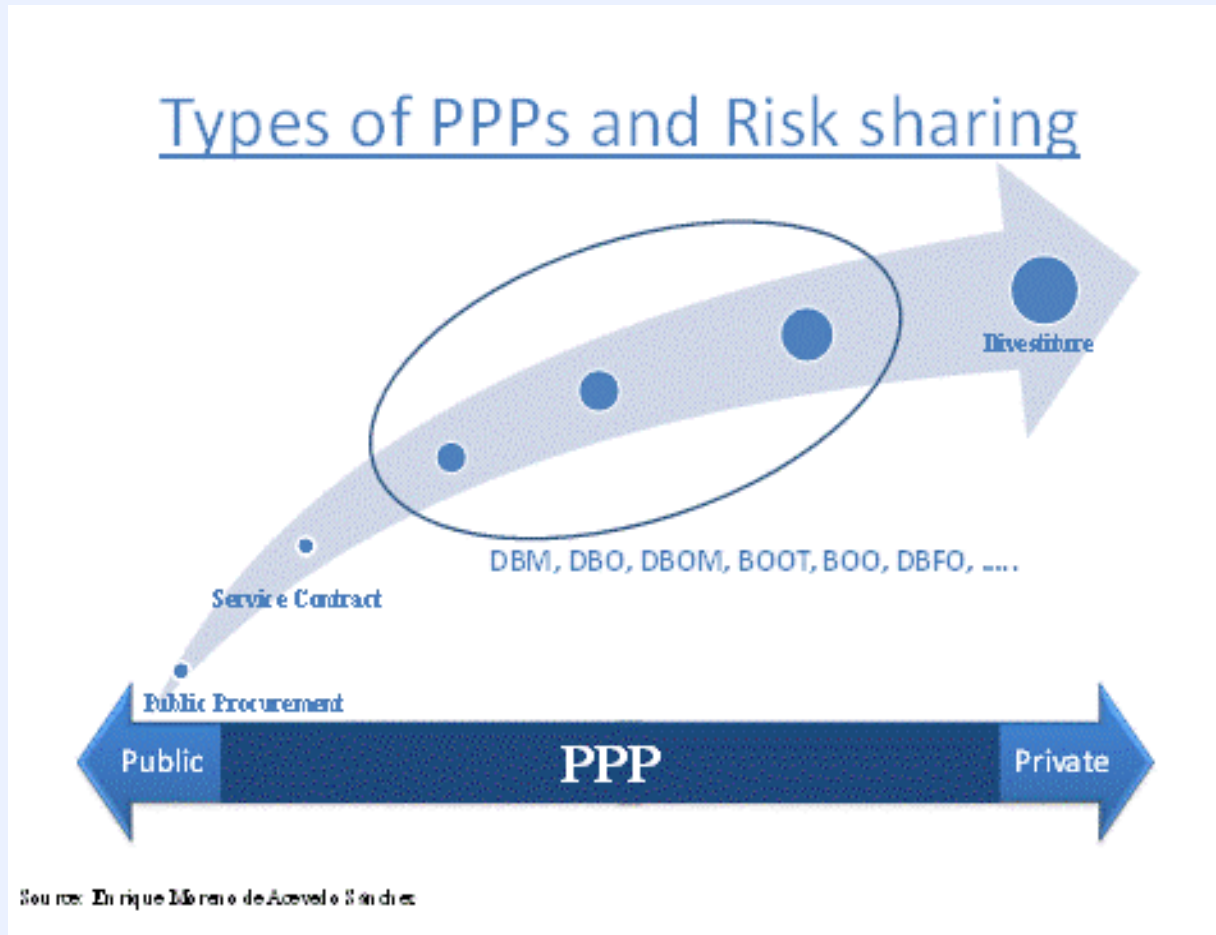 Types of PPPs and Risk sharing
Divestiture
DBM, DBO, DBOM, BOOT, BOO, DBFO, .....
Service Contract
Public Procurement
Public PPP Private
Source: Enrique Moreno de Acevedo Sánchez